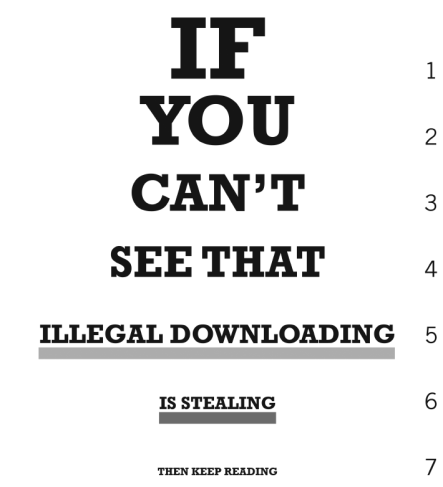 IF
YOU 1
CAN'T 2
SEE THAT 3
4
ILLEGAL DOWNLOADING 5
IS STEALING 6
THEN KEEP READING 7